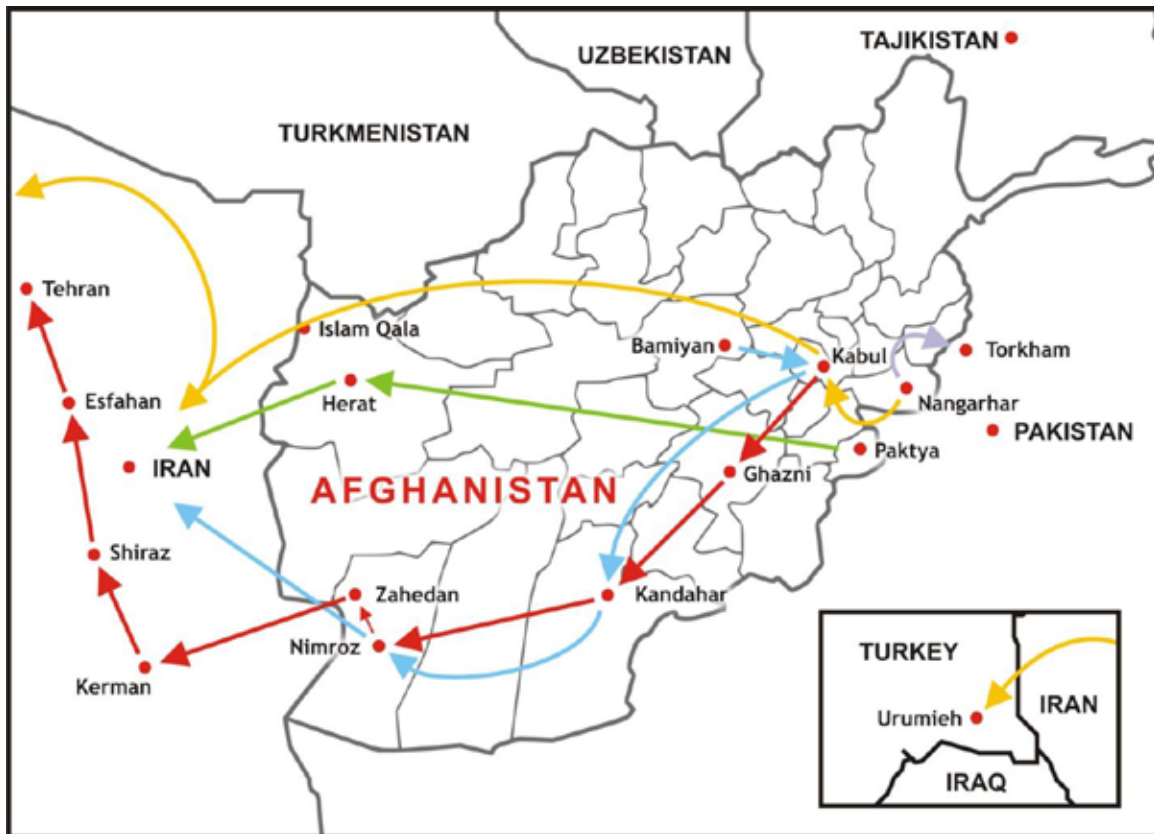 UZBEKISTAN
TAJIKISTAN
TURKMENISTAN
Tehran
Islam Qala
Bamiyan
Kabul
Torkham
Esfahan
Herat
Nangarhar
PAKISTAN
Paktya
IRAN
Ghazni
AFGHANISTAN
Shiraz
Zahedan
Kandahar
Nimroz
Kerman
TURKEY
Urumieh
IRAN
IRAQ